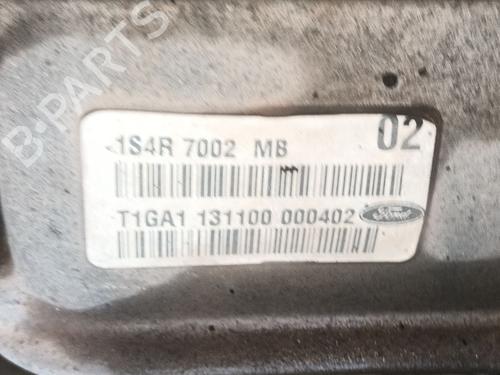 B-PARTS
02
1S4R 7002 MB
T1GA1 131100 000402
Ford